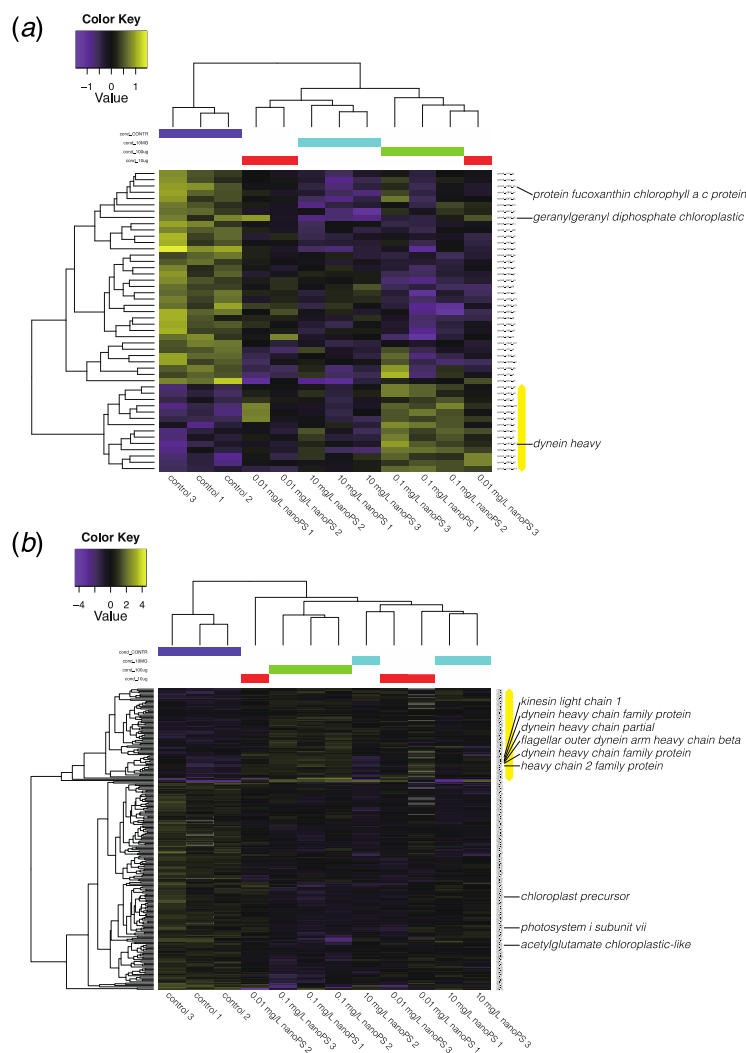 (a)
Color Key
−1 0 1
Value
cond_CONTR
cond_10MG
cond_100ug
cond_10ug
protein fucoxanthin chlorophyll a c protein
geranylgeranyl diphosphate chloroplastic
dynein heavy
control 3
control 1
control 2
0.01 mg/L nanoPS 1
0.01 mg/L nanoPS 2
10 mg/L nanoPS 2
10 mg/L nanoPS 1
10 mg/L nanoPS 3
0.1 mg/L nanoPS 3
0.1 mg/L nanoPS 1
0.1 mg/L nanoPS 2
0.01 mg/L nanoPS 3
(b)
Color Key
−4 −2 0 2 4
Value
cond_CONTR
cond_10MG
cond_100ug
cond_10ug
kinesin light chain 1
dynein heavy chain family protein
dynein heavy chain partial
flagellar outer dynein arm heavy chain beta
dynein heavy chain family protein
heavy chain 2 family protein
chloroplast precursor
photosystem i subunit vii
acetylglutamate chloroplastic-like
control 3
control 1
control 2
0.01 mg/L nanoPS 2
0.1 mg/L nanoPS 3
0.1 mg/L nanoPS 1
0.1 mg/L nanoPS 2
10 mg/L nanoPS 2
0.01 mg/L nanoPS 3
0.01 mg/L nanoPS 1
10 mg/L nanoPS 1
10 mg/L nanoPS 3